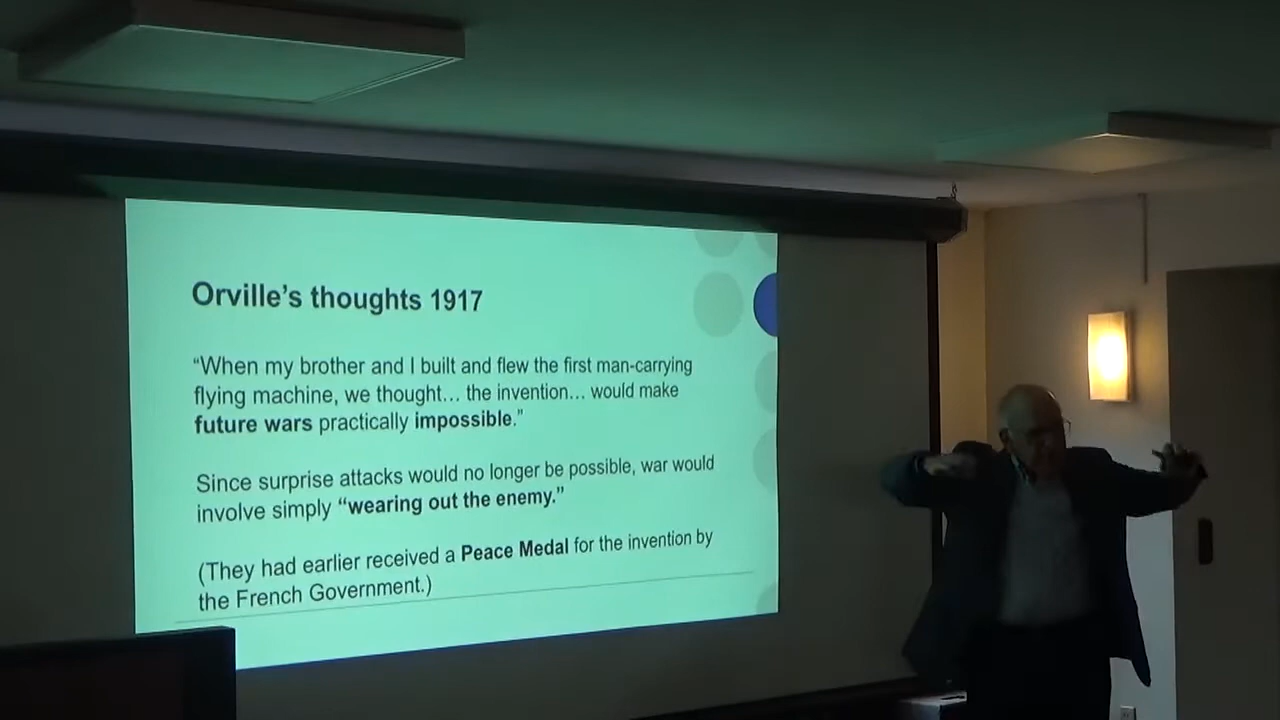 Orville’s thoughts 1917
“When my brother and I built and flew the first man-carrying
flying machine, we thought… the invention… would make
future wars practically impossible.”
Since surprise attacks would no longer be possible, war would
involve simply “wearing out the enemy.”
(They had earlier received a Peace Medal for the invention by
the French Government.)